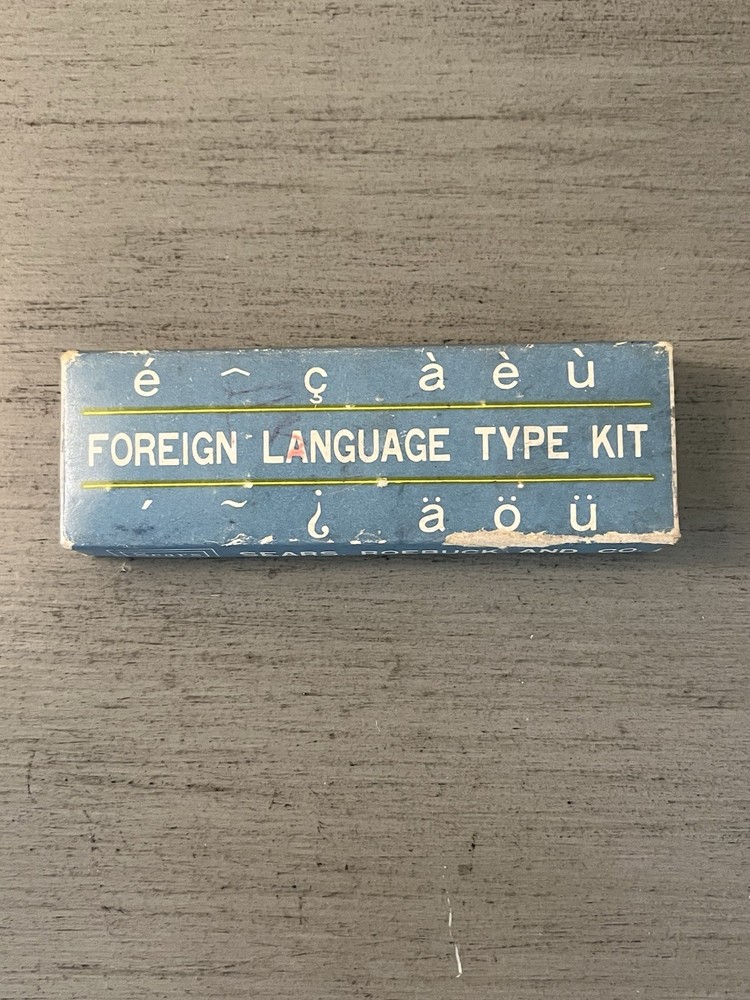 é ^ ç à è ù
FOREIGN LANGUAGE TYPE KIT
´ ~ ¿ ä ö ü
SEARS, ROEBUCK AND CO.